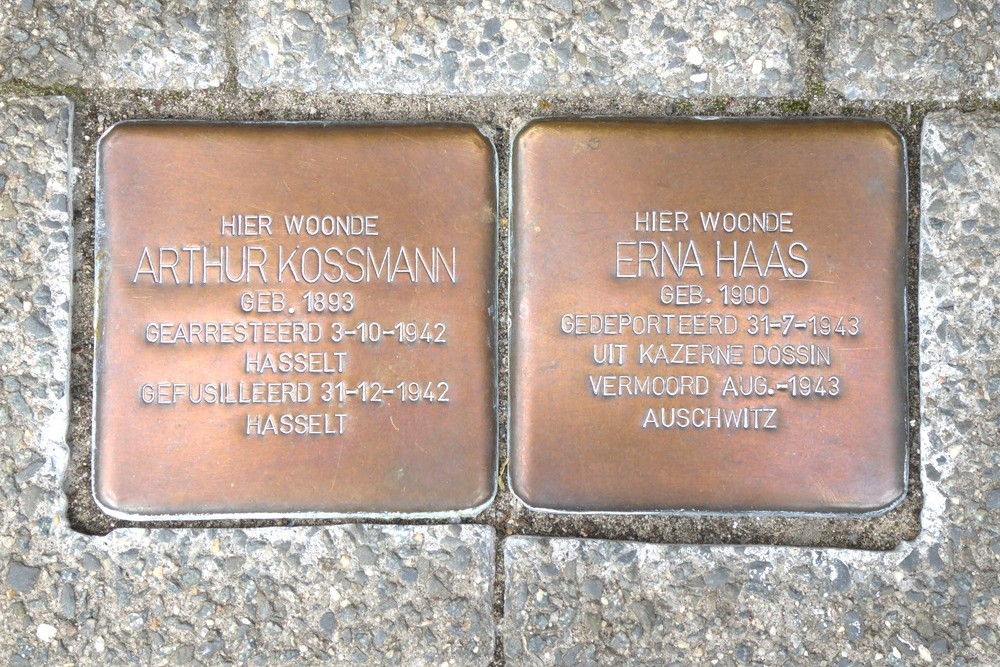 HIER WOONDE
ARTHUR KOSSMANN
GEB. 1893
GEARRESTEERD 3-10-1942
HASSELT
GEFUSILLEERD 31-12-1942
HASSELT
HIER WOONDE
ERNA HAAS
GEB. 1900
GEDEPORTEERD 31-7-1943
UIT KAZERNE DOSSIN
VERMOORD AUG.-1943
AUSCHWITZ